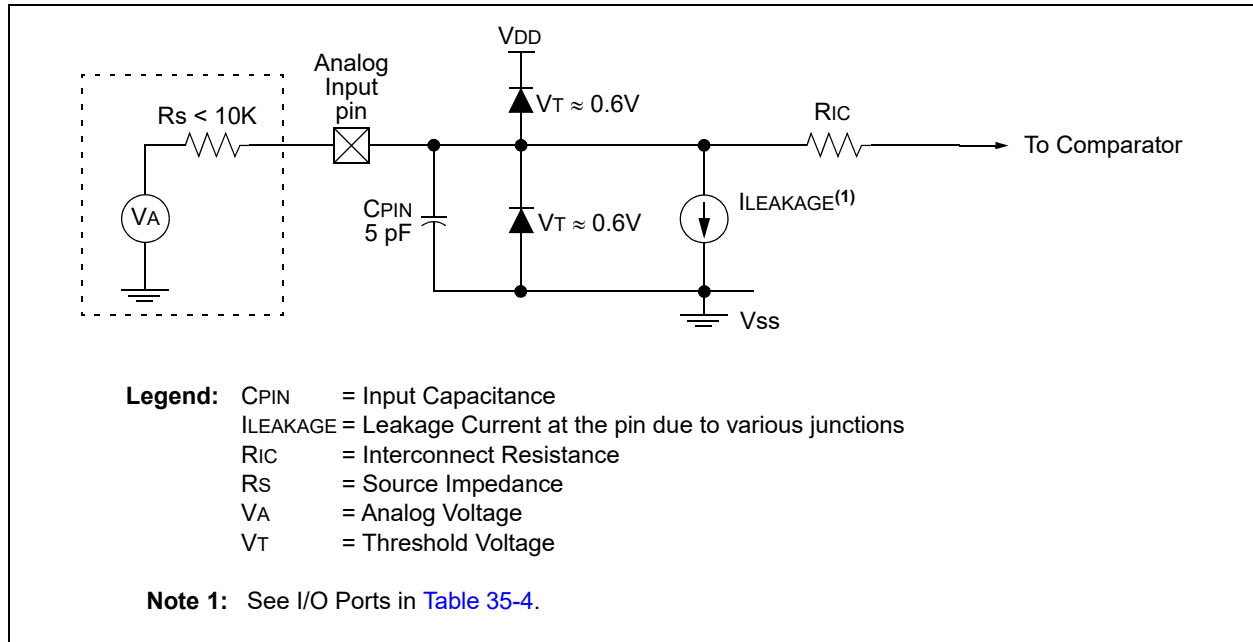 VDD
Analog
Input
pin
Rs < 10K
VT ≈ 0.6V
RIC
To Comparator
VA
CPIN
5 pF
VT ≈ 0.6V
ILEAKAGE(1)
Vss
Legend: CPIN = Input Capacitance
ILEAKAGE = Leakage Current at the pin due to various junctions
RIC = Interconnect Resistance
RS = Source Impedance
VA = Analog Voltage
VT = Threshold Voltage
Note 1: See I/O Ports in Table 35-4.